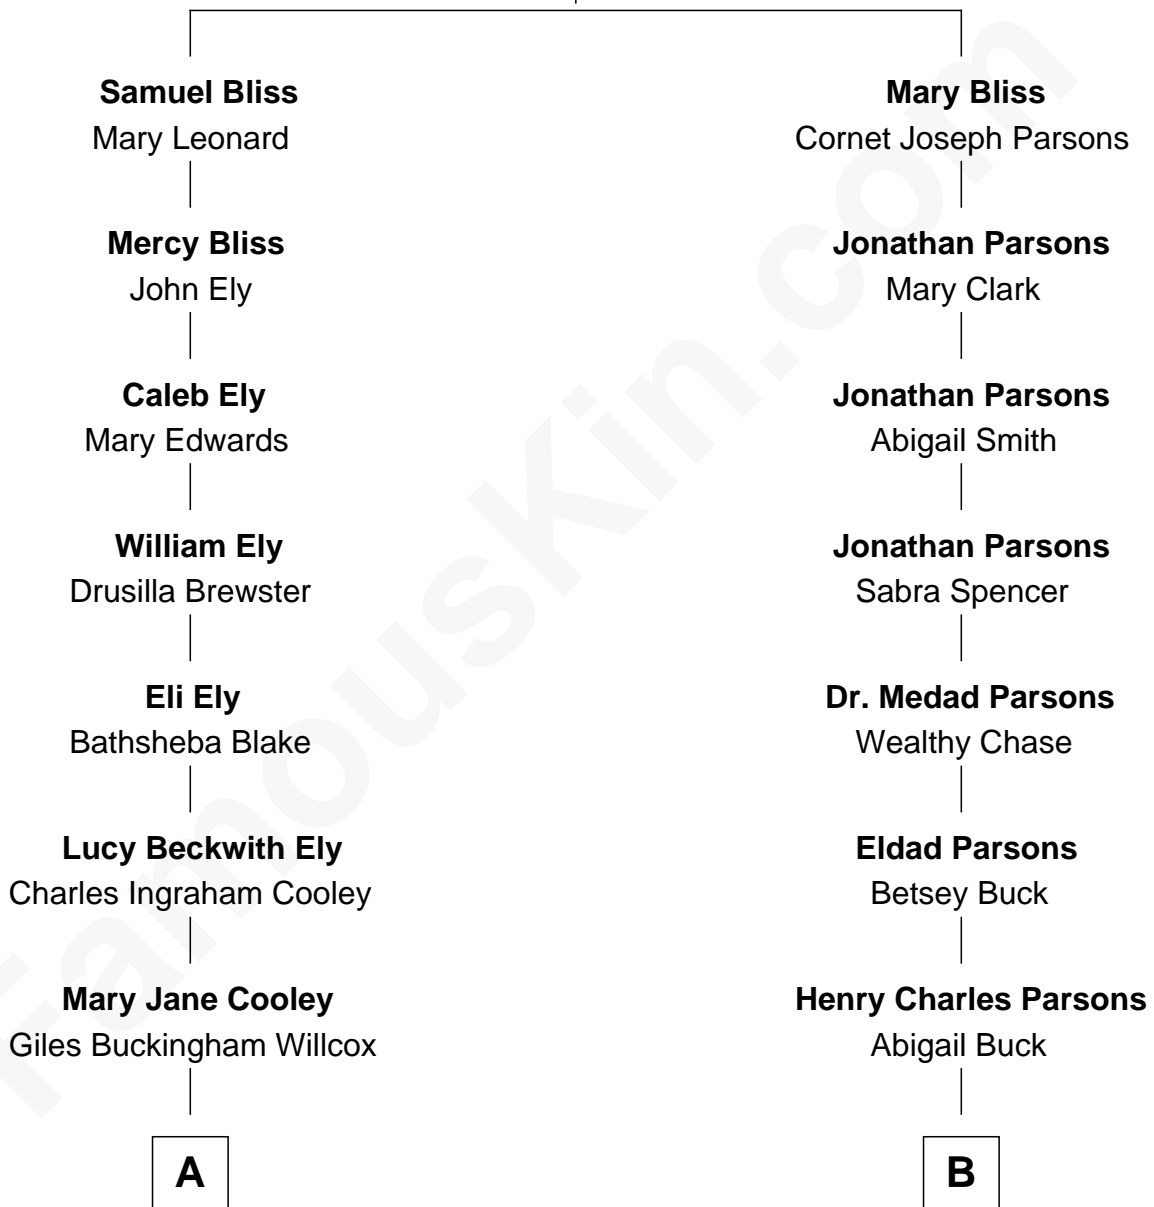 Samuel Bliss
Mary Leonard
Mary Bliss
Cornet Joseph Parsons
Mercy Bliss
John Ely
Jonathan Parsons
Mary Clark
Caleb Ely
Mary Edwards
Jonathan Parsons
Abigail Smith
William Ely
Drusilla Brewster
Jonathan Parsons
Sabra Spencer
Eli Ely
Bathsheba Blake
Dr. Medad Parsons
Wealthy Chase
Lucy Beckwith Ely
Charles Ingraham Cooley
Eldad Parsons
Betsey Buck
Mary Jane Cooley
Giles Buckingham Willcox
Henry Charles Parsons
Abigail Buck
A
B
FamousKin.com